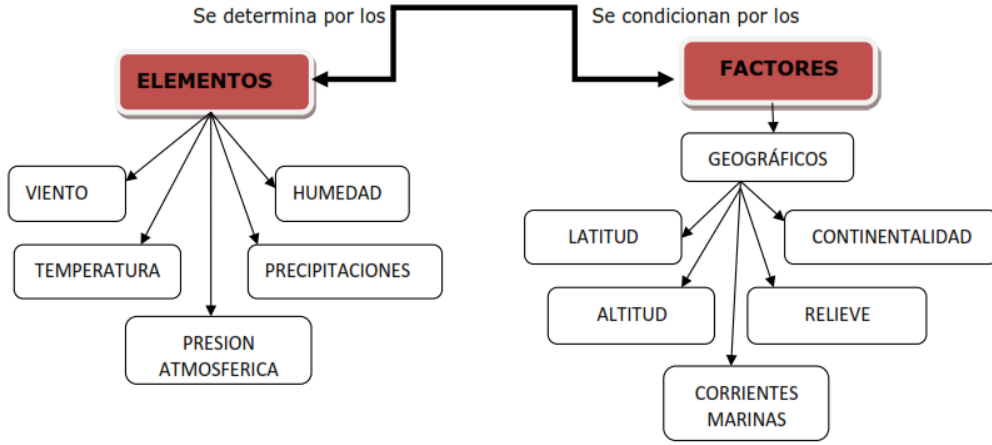 Se determina por los
Se condicionan por los
ELEMENTOS
FACTORES
GEOGRÁFICOS
VIENTO
HUMEDAD
TEMPERATURA
PRECIPITACIONES
PRESION
ATMOSFERICA
LATITUD
CONTINENTALIDAD
ALTITUD
RELIEVE
CORRIENTES
MARINAS